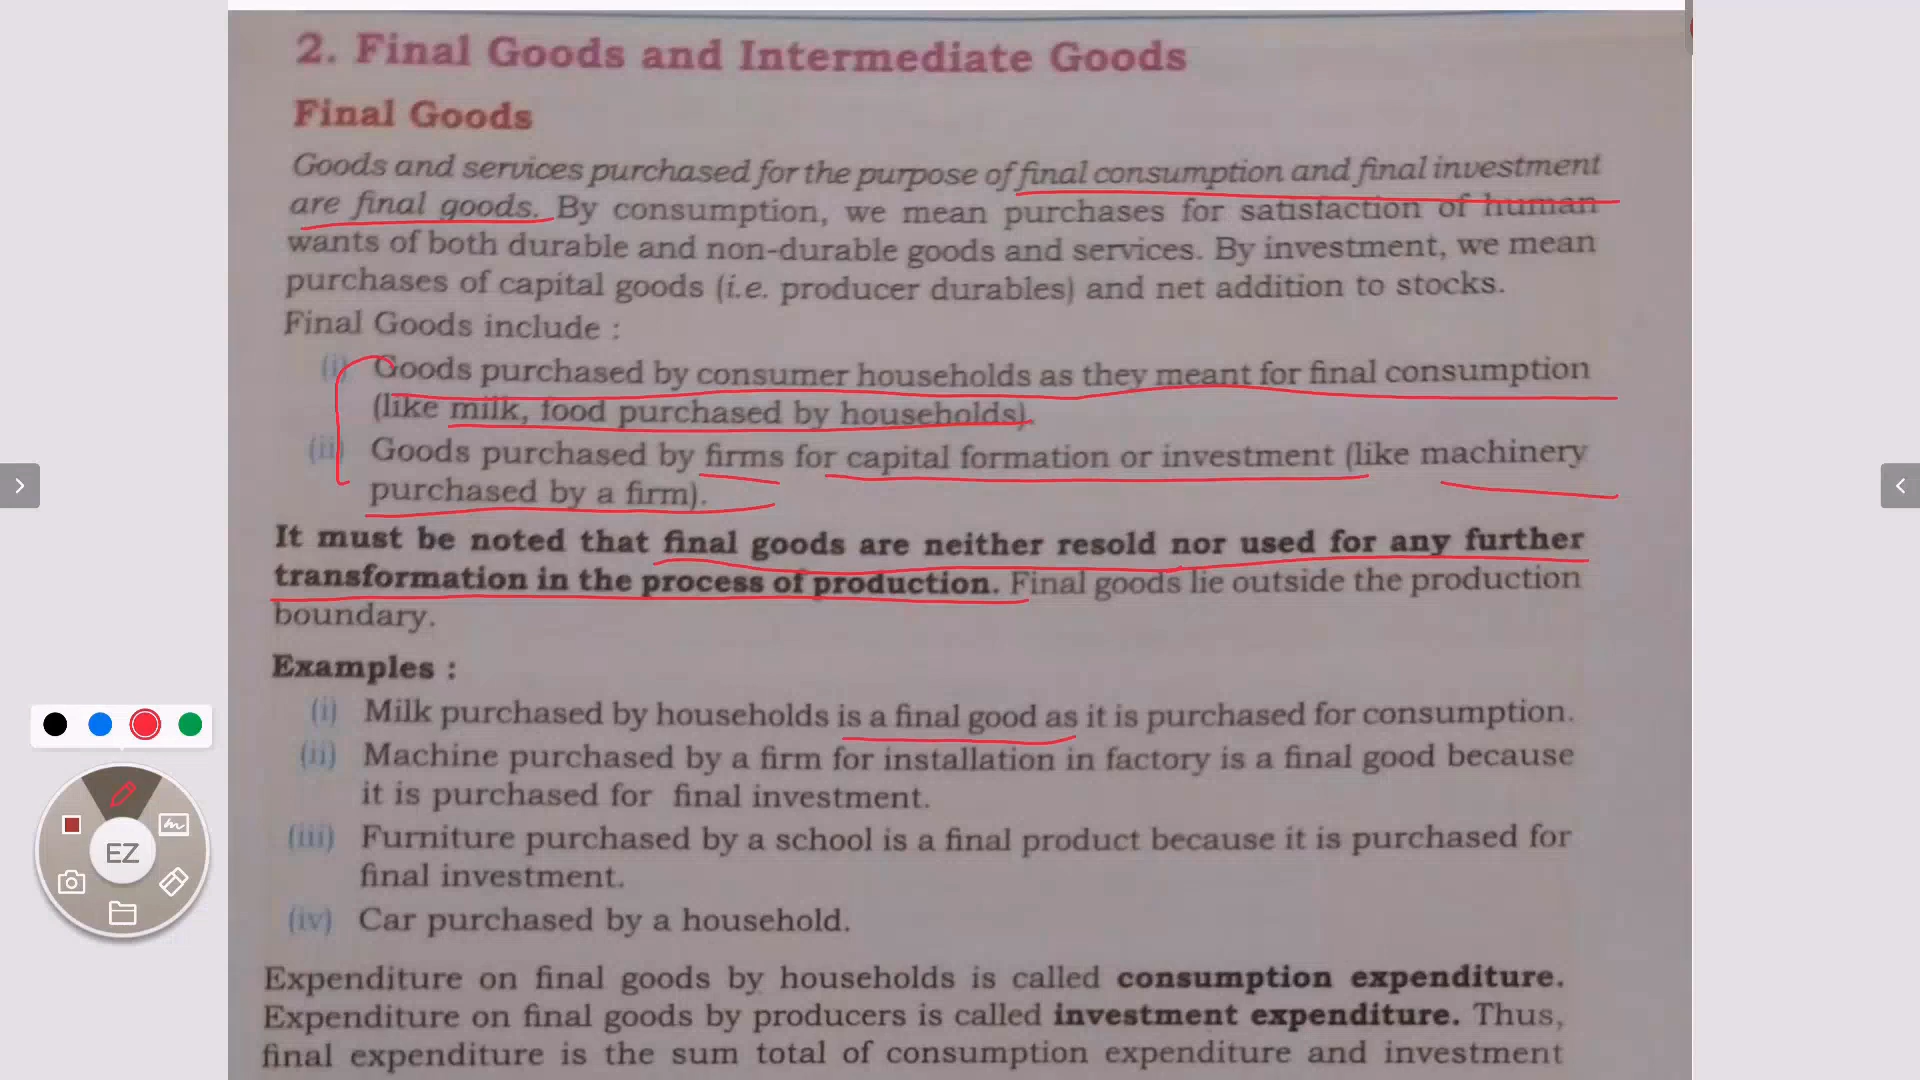 2. Final Goods and Intermediate Goods
Final Goods
Goods and services purchased for the purpose of final consumption and final investment
are final goods. By consumption, we mean purchases for satisfaction of human
wants of both durable and non-durable goods and services. By investment, we mean
purchases of capital goods (i.e. producer durables) and net addition to stocks.
Final Goods include :
(i) Goods purchased by consumer households as they meant for final consumption
(like milk, food purchased by households).
(ii) Goods purchased by firms for capital formation or investment (like machinery
purchased by a firm).
It must be noted that final goods are neither resold nor used for any further
transformation in the process of production. Final goods lie outside the production
boundary.
Examples :
(i) Milk purchased by households is a final good as it is purchased for consumption.
(ii) Machine purchased by a firm for installation in factory is a final good because
it is purchased for final investment.
(iii) Furniture purchased by a school is a final product because it is purchased for
final investment.
(iv) Car purchased by a household.
Expenditure on final goods by households is called consumption expenditure.
Expenditure on final goods by producers is called investment expenditure. Thus,
final expenditure is the sum total of consumption expenditure and investment
EZ